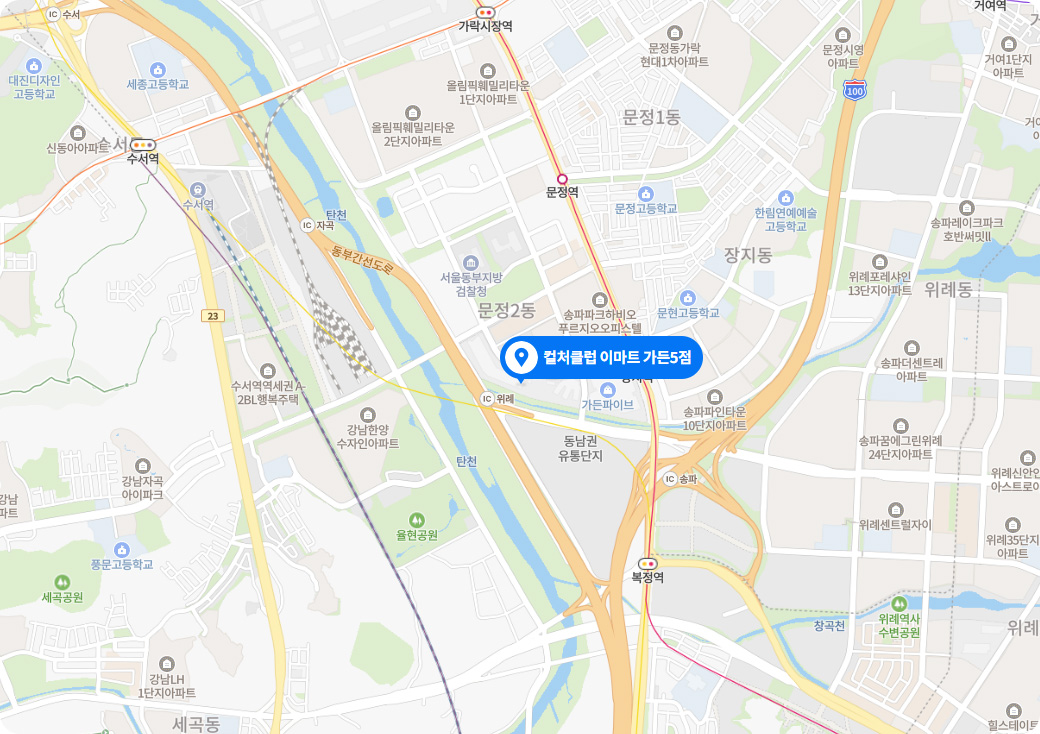 IC 수서
가락시장역
거여역
대진디자인
고등학교
세종고등학교
올림픽훼밀리타운
1단지아파트
문정동가락
현대1차아파트
문정시영
아파트
거여1단지
아파트
100
올림픽훼밀리타운
2단지아파트
문정1동
신동아아파트
수서역
수서역
문정역
문정고등학교
한림연예예술
고등학교
송파레이크파크
호반써밋II
탄천
IC 자곡
동부간선도로
서울동부지방
검찰청
장지동
위례포레샤인
13단지아파트
위례동
문정2동
송파파크하비오
푸르지오오피스텔
문현고등학교
23
컬처클럽 이마트 가든5점
송파더센트레
아파트
수서역역세권 A-
2BL행복주택
IC 위례
가든파이브
송파파인타운
10단지아파트
강남한양
수자인아파트
동남권
유통단지
송파꿈에그린위례
24단지아파트
탄천
강남자곡
아이파크
IC 송파
위례신안인
아스트로
강남
파트
율현공원
위례센트럴자이
위례35단지
아파트
풍문고등학교
세곡공원
복정역
창곡천
위례역사
수변공원
위례
강남LH
1단지아파트
세곡동
힐스테이트